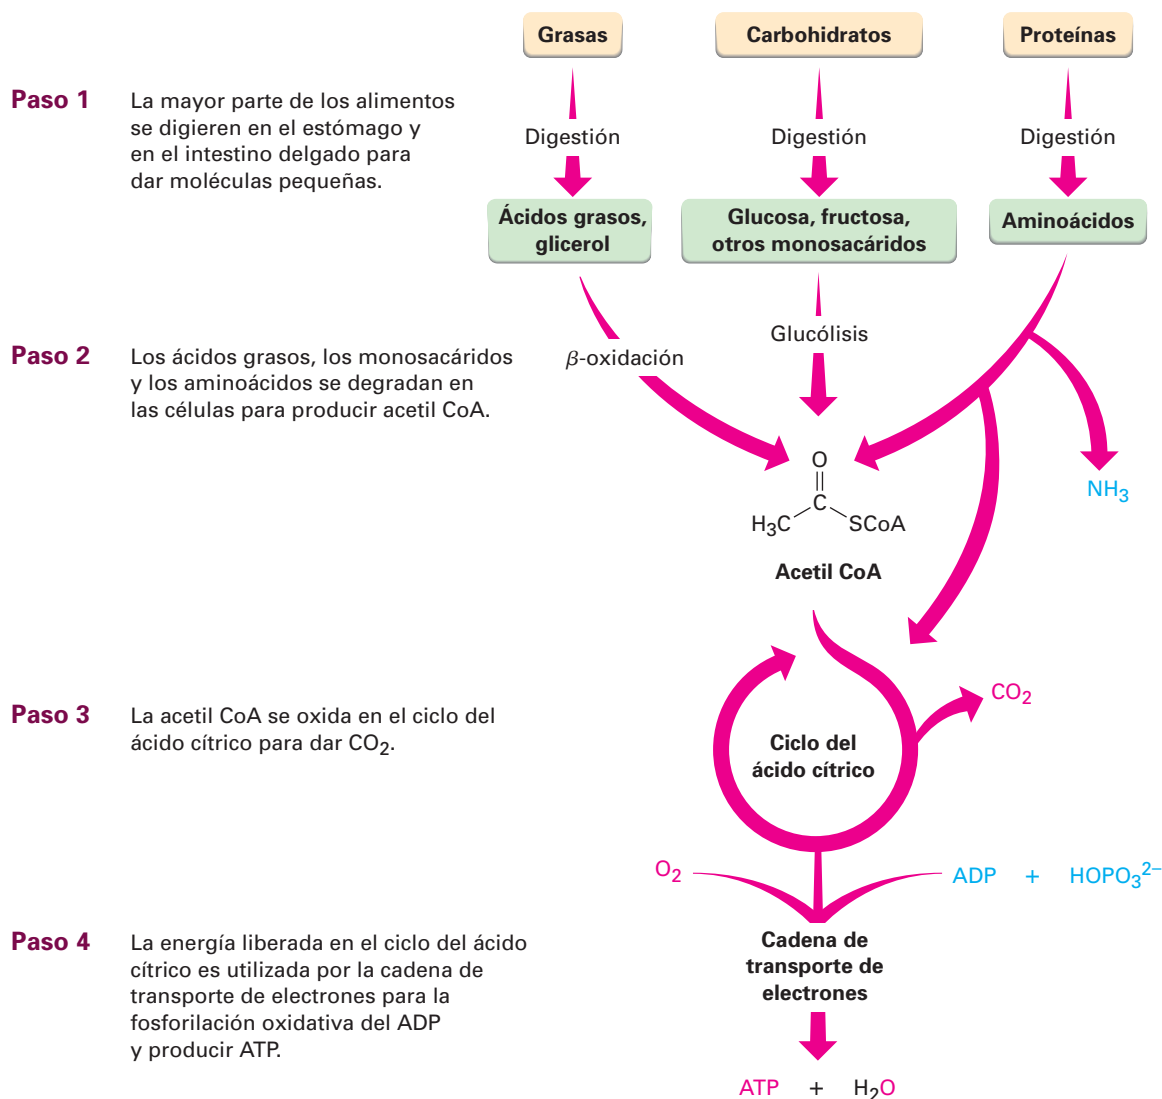 Grasas
Carbohidratos
Proteínas
Paso 1
La mayor parte de los alimentos
se digieren en el estómago y
en el intestino delgado para
dar moléculas pequeñas.
Digestión
Digestión
Digestión
Ácidos grasos,
glicerol
Glucosa, fructosa,
otros monosacáridos
Aminoácidos
Paso 2
Los ácidos grasos, los monosacáridos
y los aminoácidos se degradan en
las células para producir acetil CoA.
β-oxidación
Glucólisis
NH3
O
C
H3C
SCoA
Acetil CoA
Paso 3
La acetil CoA se oxida en el ciclo del
ácido cítrico para dar CO2.
Ciclo del
ácido cítrico
CO2
O2
ADP + HOPO3²⁻
Paso 4
La energía liberada en el ciclo del ácido
cítrico es utilizada por la cadena de
transporte de electrones para la
fosforilación oxidativa del ADP
y producir ATP.
Cadena de
transporte de
electrones
ATP + H2O